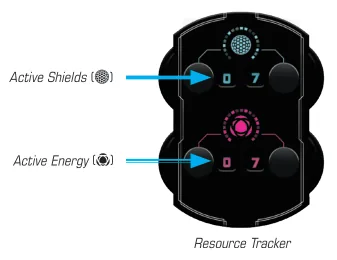 Active Shields ( )
0 7
Active Energy ( )
0 7
Resource Tracker